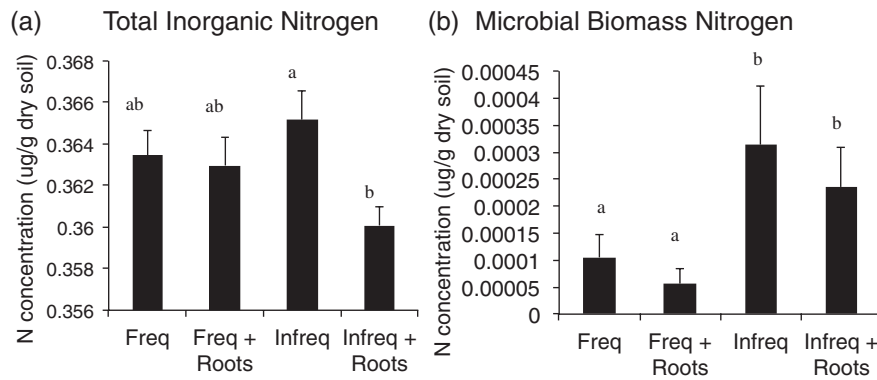 (a) Total Inorganic Nitrogen
N concentration (ug/g dry soil)
0.368
0.366
0.364
0.362
0.36
0.358
0.356
ab
ab
a
b
Freq
Freq +
Roots
Infreq
Infreq +
Roots
(b) Microbial Biomass Nitrogen
N concentration (ug/g dry soil)
0.00045
0.0004
0.00035
0.0003
0.00025
0.0002
0.00015
0.0001
0.00005
0
a
a
b
b
Freq
Freq +
Roots
Infreq
Infreq +
Roots